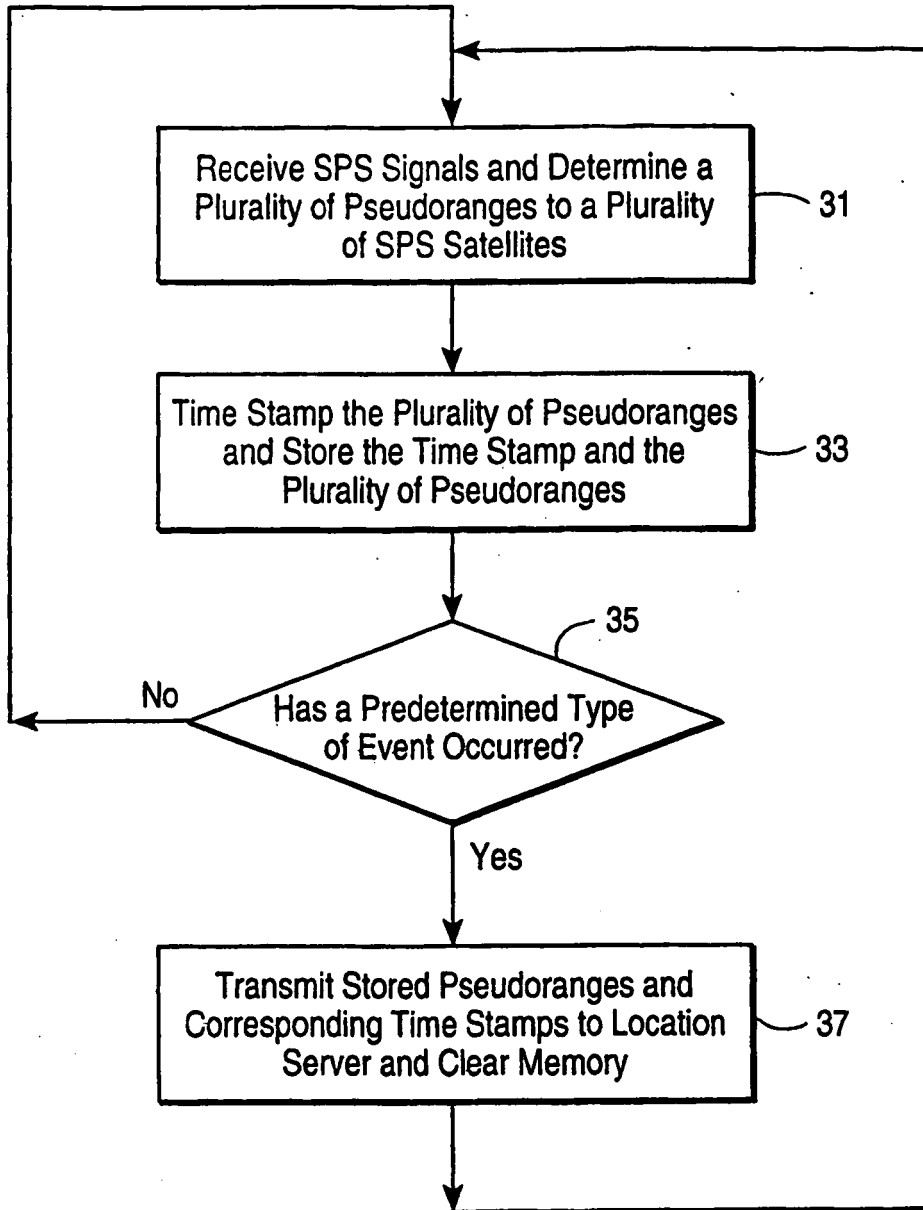 Receive SPS Signals and Determine a
Plurality of Pseudoranges to a Plurality
of SPS Satellites
31
Time Stamp the Plurality of Pseudoranges
and Store the Time Stamp and the
Plurality of Pseudoranges
33
35
No
Has a Predetermined Type
of Event Occurred?
Yes
Transmit Stored Pseudoranges and
Corresponding Time Stamps to Location
Server and Clear Memory
37